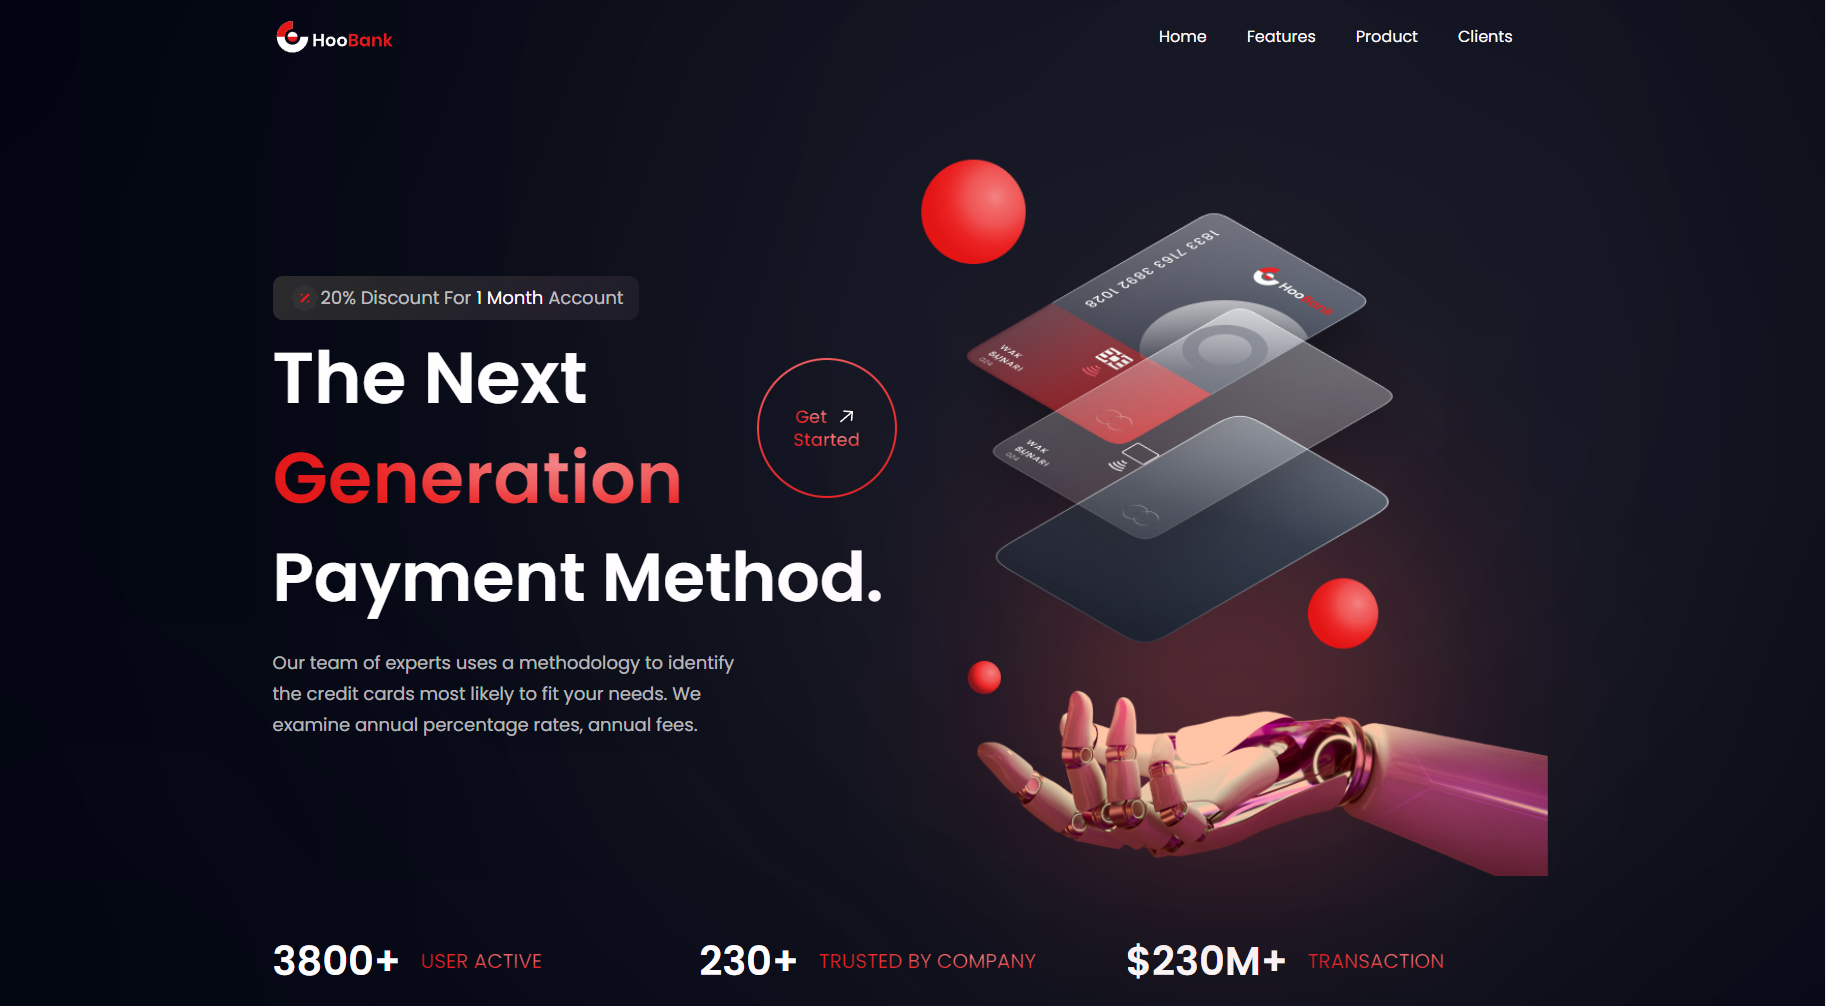 HooBank
Home Features Product Clients
20% Discount For 1 Month Account
The Next
Generation
Payment Method.
Get
Started
Our team of experts uses a methodology to identify
the credit cards most likely to fit your needs. We
examine annual percentage rates, annual fees.
1833 7163 3892 1028
HooBank
WAK
SUNARI
024
WAK
SUNARI
024
3800+ USER ACTIVE
230+ TRUSTED BY COMPANY
$230M+ TRANSACTION